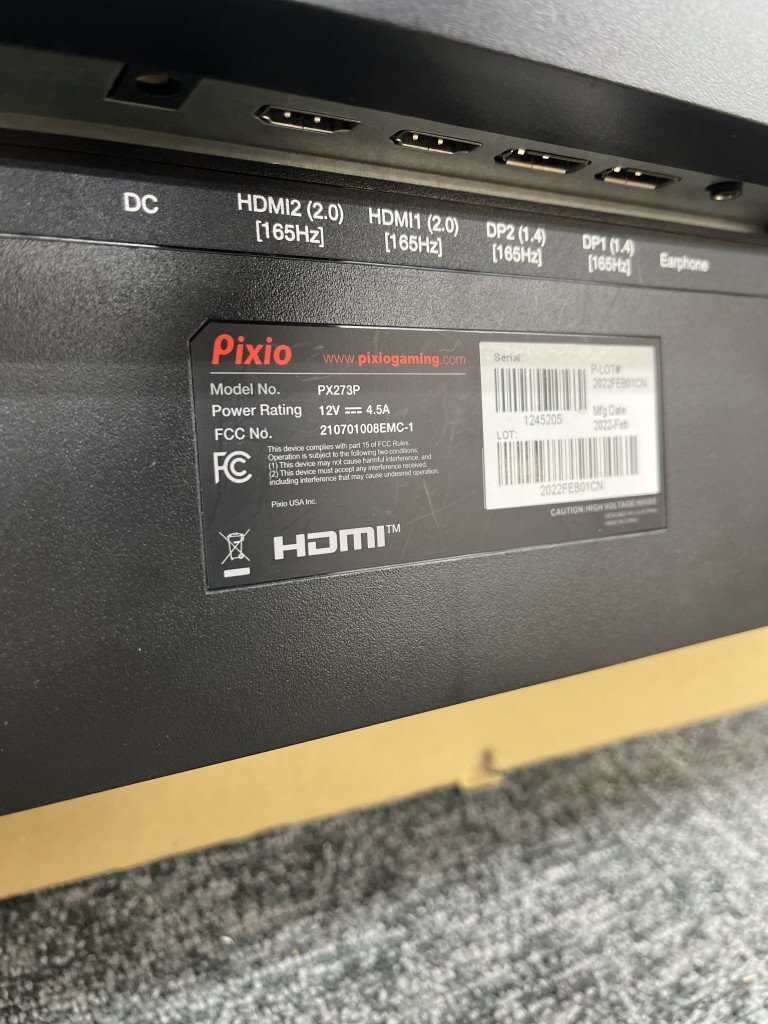 DC
HDMI2 (2.0)
[165Hz]
HDMI1 (2.0)
[165Hz]
DP2 (1.4)
[165Hz]
DP1 (1.4)
[165Hz]
Earphone
Pixio
www.pixiogaming.com
Model No. PX273P
Power Rating 12V 4.5A
FCC No. 210701008EMC-1
FC
This device complies with part 15 of FCC Rules.
Operation is subject to the following two conditions:
(1) This device may not cause harmful interference, and
(2) This device must accept any interference received,
including interference that may cause undesired operation.
Pixio USA Inc.
HDMI™
Serial:
1245205
P-LOT#
2022FEB01CN
Mfg.Date
2022-Feb
LOT:
2022FEB01CN
CAUTION: HIGH VOLTAGE INSIDE
DESIGNED IN CALIFORNIA
MADE IN CHINA